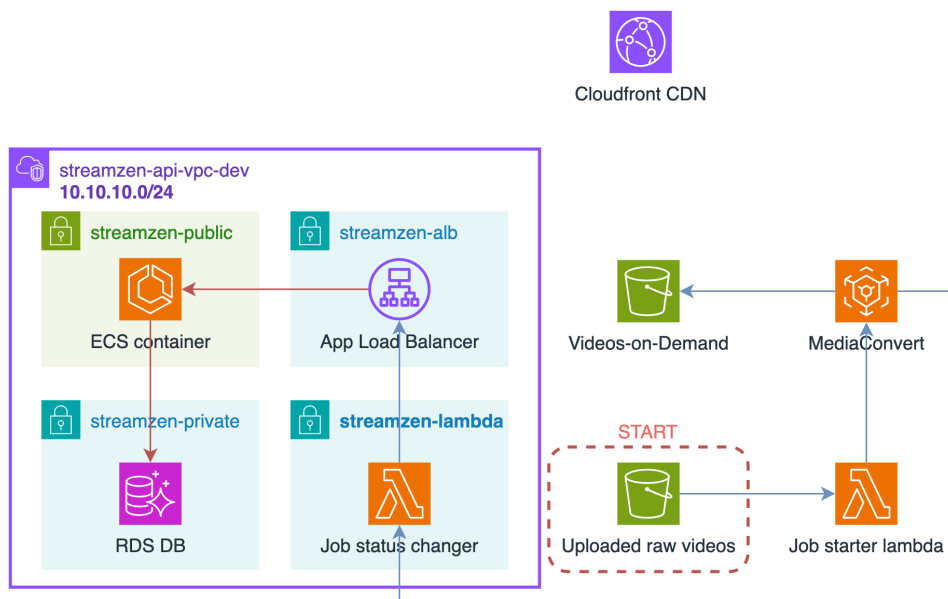 Cloudfront CDN
streamzen-api-vpc-dev
10.10.10.0/24
streamzen-public
streamzen-alb
ECS container
App Load Balancer
Videos-on-Demand
MediaConvert
streamzen-private
streamzen-lambda
START
RDS DB
Job status changer
Uploaded raw videos
Job starter lambda